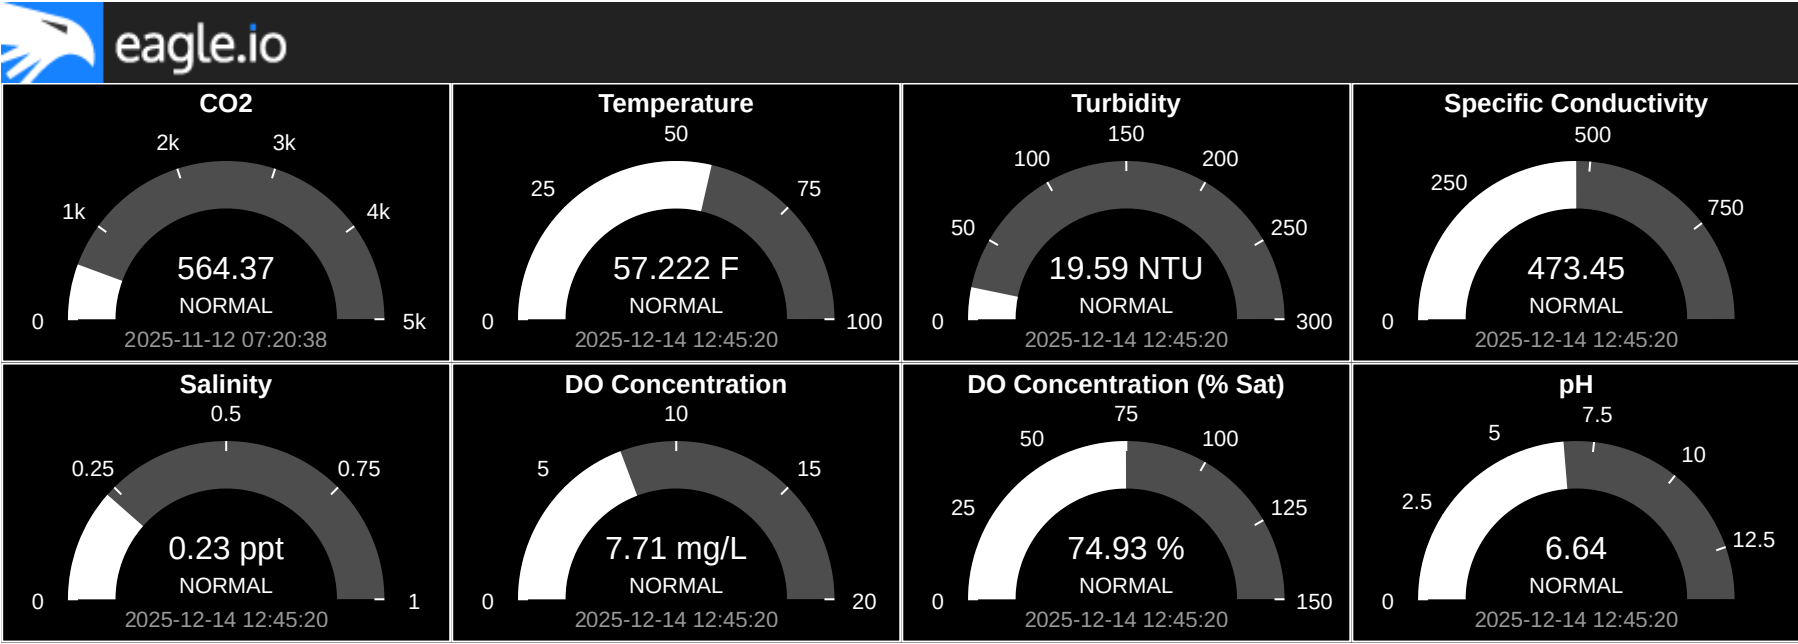 eagle.io
CO2
0
1k
2k
3k
4k
5k
564.37
NORMAL
2025-11-12 07:20:38
Temperature
0
25
50
75
100
57.222 F
NORMAL
2025-12-14 12:45:20
Turbidity
0
50
100
150
200
250
300
19.59 NTU
NORMAL
2025-12-14 12:45:20
Specific Conductivity
0
250
500
750
473.45
NORMAL
2025-12-14 12:45:20
Salinity
0
0.25
0.5
0.75
1
0.23 ppt
NORMAL
2025-12-14 12:45:20
DO Concentration
0
5
10
15
20
7.71 mg/L
NORMAL
2025-12-14 12:45:20
DO Concentration (% Sat)
0
25
50
75
100
125
150
74.93 %
NORMAL
2025-12-14 12:45:20
pH
0
2.5
5
7.5
10
12.5
6.64
NORMAL
2025-12-14 12:45:20